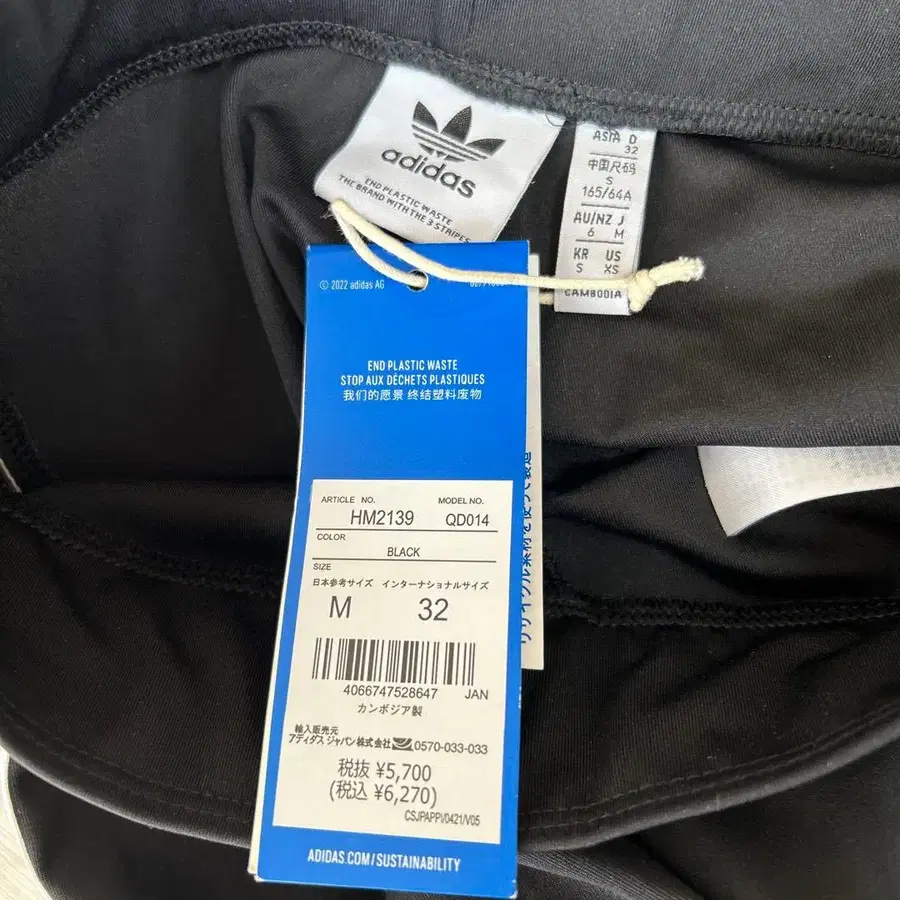 adidas
END PLASTIC WASTE
THE BRAND WITH THE 3 STRIPES
ASIA D
32
中国尺码
S
165/64A
AU/NZ J
6 M
KR US
S XS
CAMBODIA
© 2022 adidas AG
END PLASTIC WASTE
STOP AUX DÉCHETS PLASTIQUES
我们的愿景 终结塑料废物
ARTICLE NO. MODEL NO.
HM2139 QD014
COLOR
BLACK
SIZE
日本参考サイズ インターナショナルサイズ
M 32
4066747528647 JAN
カンボジア製
輸入販売元
アディダス ジャパン株式会社 0570-033-033
税抜 ¥5,700
(税込 ¥6,270)
CSJPAPPI/0421/V05
ADIDAS.COM/SUSTAINABILITY